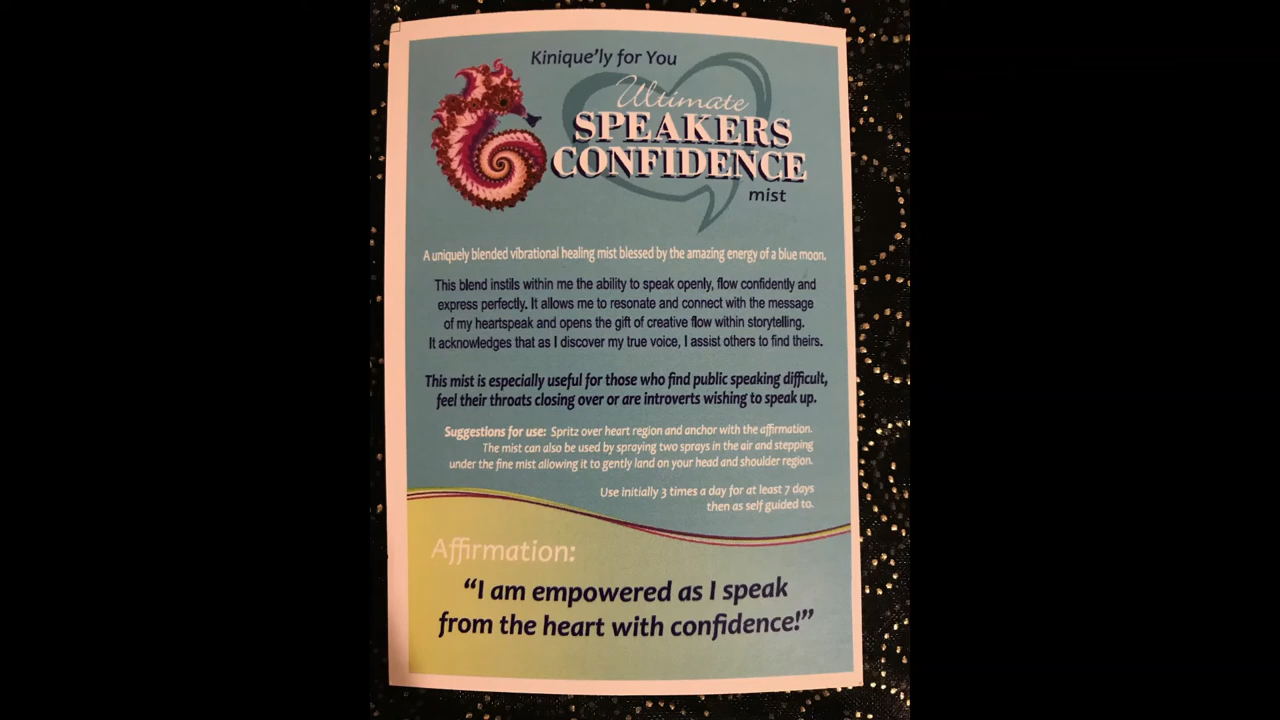 Kinique'ly for You
Ultimate
SPEAKERS
CONFIDENCE
mist
A uniquely blended vibrational healing mist blessed by the amazing energy of a blue moon.
This blend instils within me the ability to speak openly, flow confidently and
express perfectly. It allows me to resonate and connect with the message
of my heartspeak and opens the gift of creative flow within storytelling.
It acknowledges that as I discover my true voice, I assist others to find theirs.
This mist is especially useful for those who find public speaking difficult,
feel their throats closing over or are introverts wishing to speak up.
Suggestions for use: Spritz over heart region and anchor with the affirmation.
The mist can also be used by spraying two sprays in the air and stepping
under the fine mist allowing it to gently land on your head and shoulder region.
Use initially 3 times a day for at least 7 days
then as self guided to.
Affirmation:
“I am empowered as I speak
from the heart with confidence!”